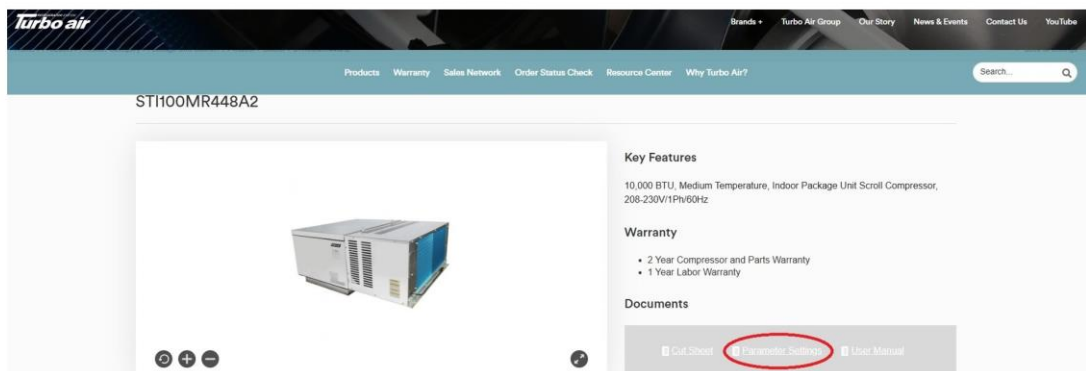 Turbo air
Brands + Turbo Air Group Our Story News & Events Contact Us YouTube
Products Warranty Sales Network Order Status Check Resource Center Why Turbo Air?
Search...
STI100MR448A2
Key Features
10,000 BTU, Medium Temperature, Indoor Package Unit Scroll Compressor,
208-230V/1Ph/60Hz
Warranty
• 2 Year Compressor and Parts Warranty
• 1 Year Labor Warranty
Documents
Cut Sheet Parameter Settings User Manual